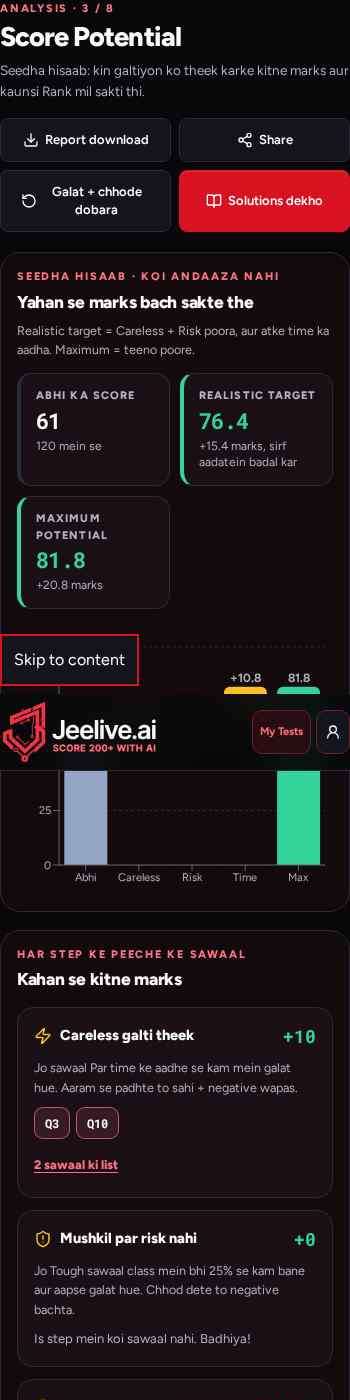 ANALYSIS · 3 / 8
Score Potential
Seedha hisaab: kin galtiyon ko theek karke kitne marks aur
kaunsi Rank mil sakti thi.
Report download
Share
Galat + chhode
dobara
Solutions dekho
SEEDHA HISAAB · KOI ANDAAZA NAHI
Yahan se marks bach sakte the
Realistic target = Careless + Risk poora, aur atke time ka
aadha. Maximum = teeno poore.
ABHI KA SCORE
61
120 mein se
REALISTIC TARGET
76.4
+15.4 marks, sirf
aadatein badal kar
MAXIMUM
POTENTIAL
81.8
+20.8 marks
Skip to content
+10.8
81.8
Jeelive.ai
SCORE 200+ WITH AI
My Tests
25
0
Abhi
Careless
Risk
Time
Max
HAR STEP KE PEECHE KE SAWAAL
Kahan se kitne marks
Careless galti theek
+10
Jo sawaal Par time ke aadhe se kam mein galat
hue. Aaram se padhte to sahi + negative wapas.
Q3
Q10
2 sawaal ki list
Mushkil par risk nahi
+0
Jo Tough sawaal class mein bhi 25% se kam bane
aur aapse galat hue. Chhod dete to negative
bachta.
Is step mein koi sawaal nahi. Badhiya!